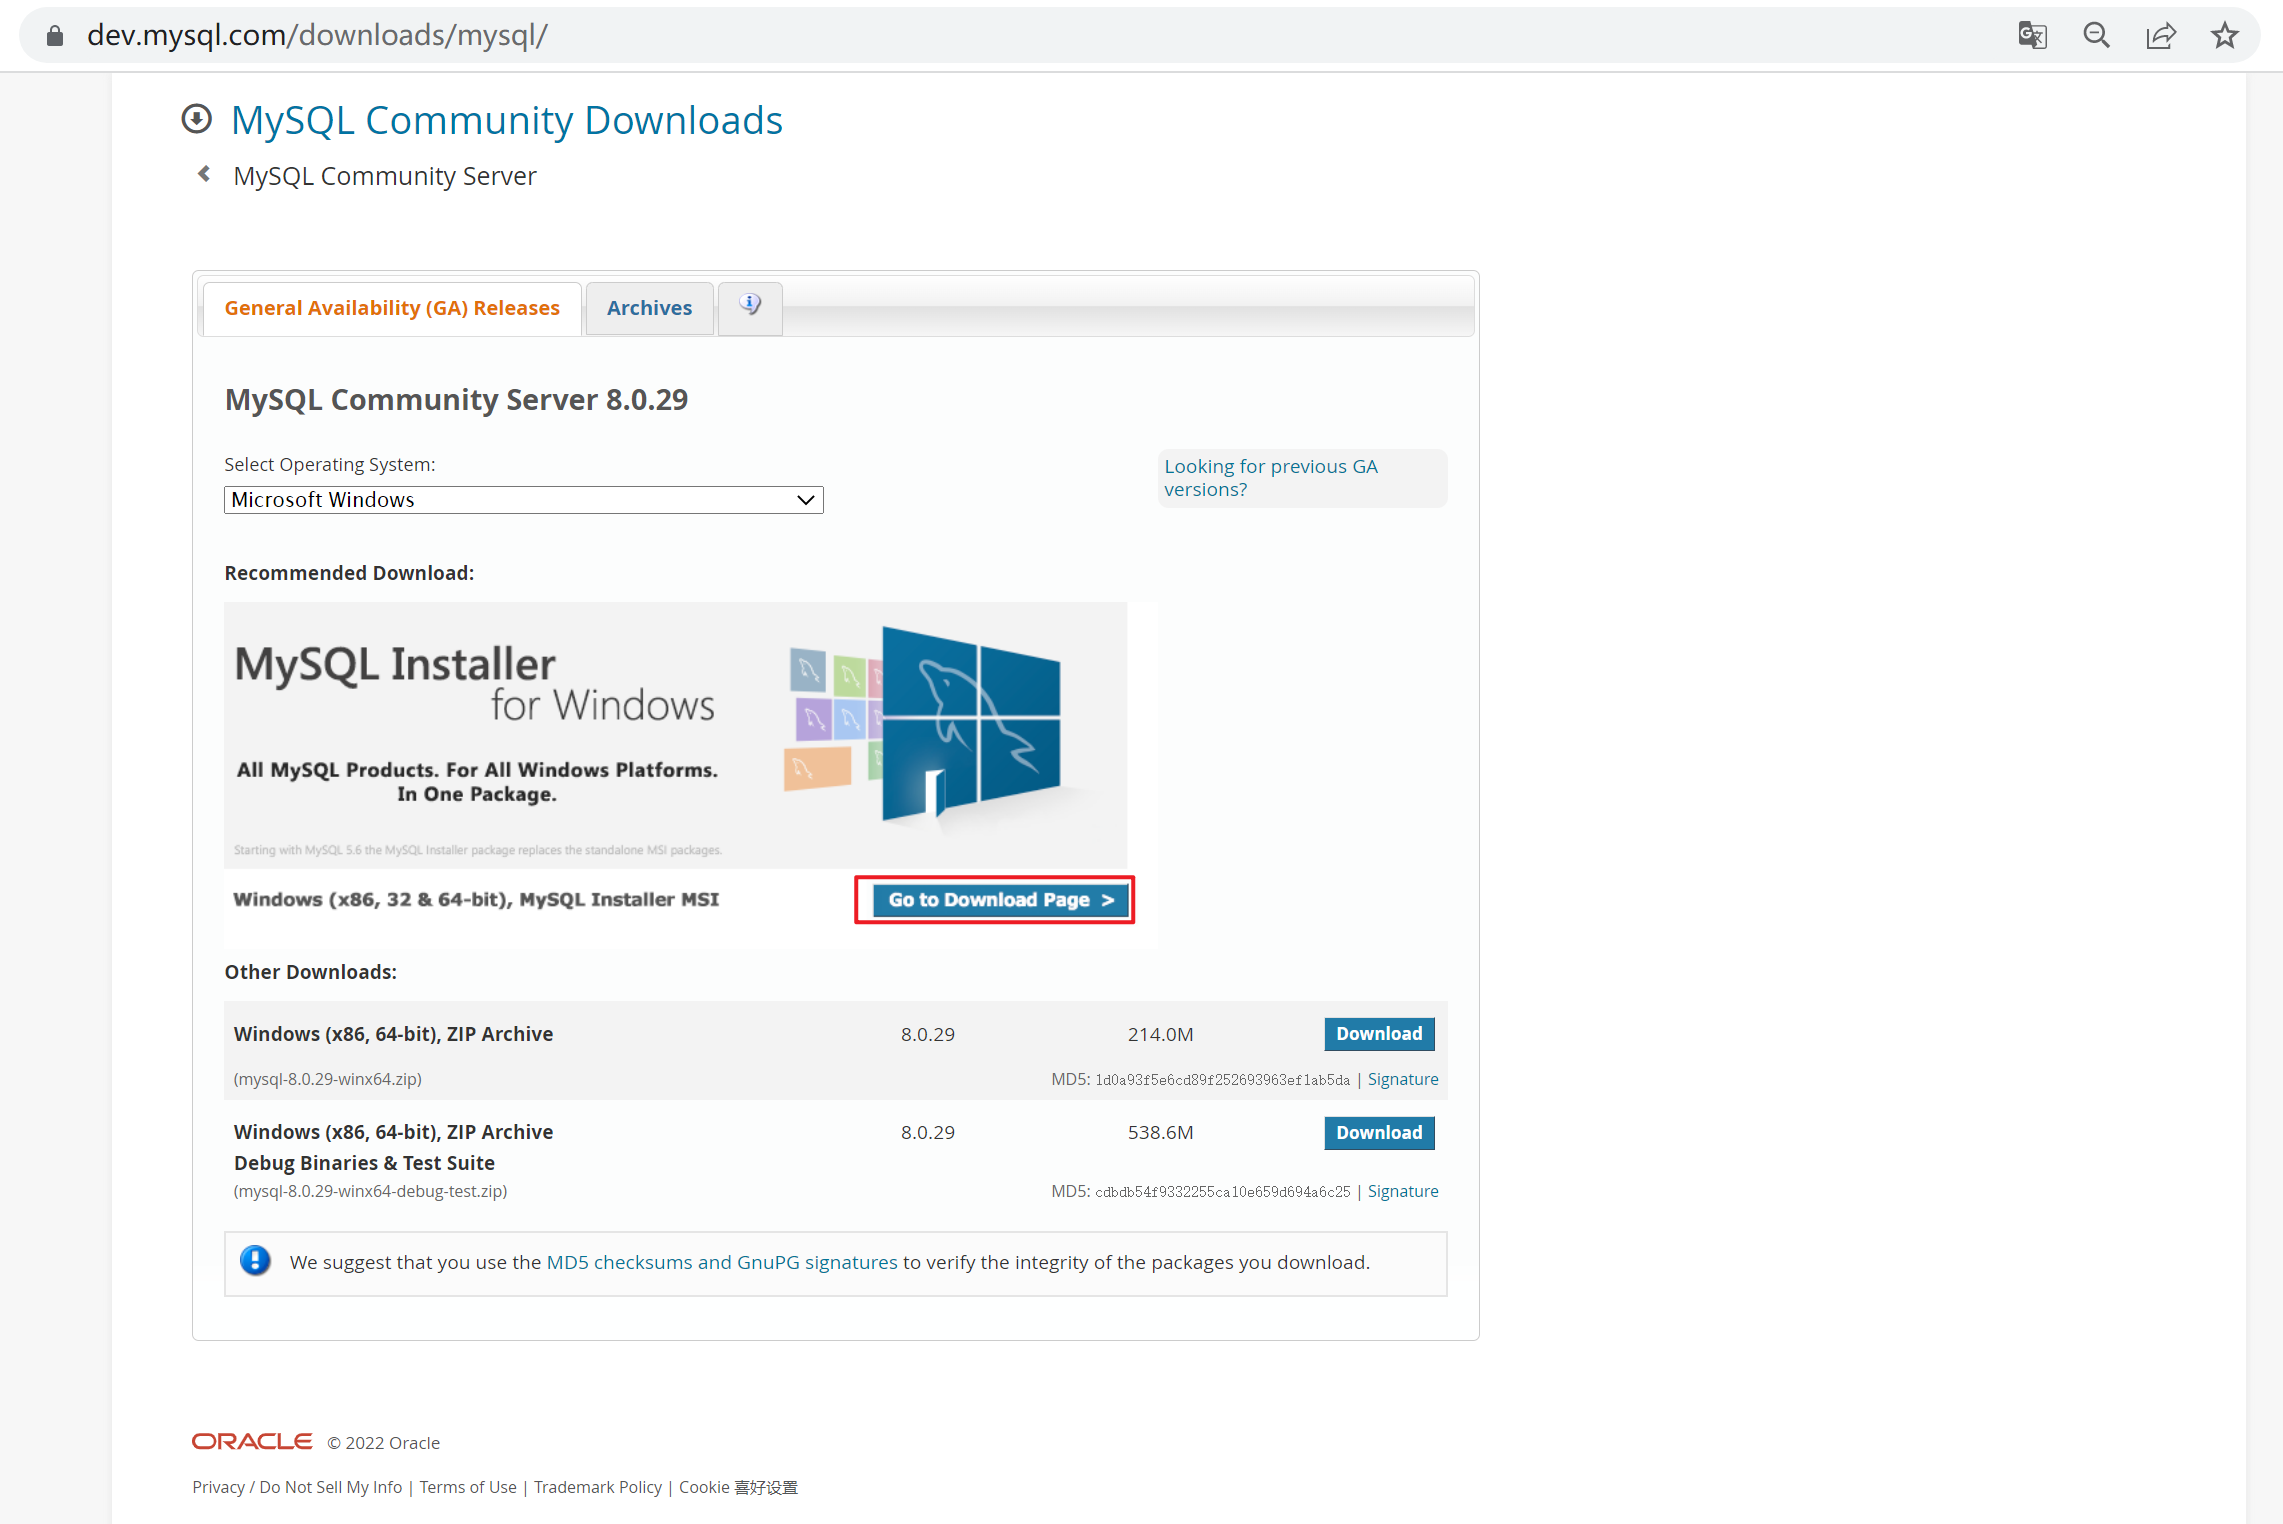 dev.mysql.com/downloads/mysql/
MySQL Community Downloads
MySQL Community Server
General Availability (GA) Releases
Archives
MySQL Community Server 8.0.29
Select Operating System:
Looking for previous GA
versions?
Microsoft Windows
Recommended Download:
MySQL Installer
for Windows
All MySQL Products. For All Windows Platforms.
In One Package.
Starting with MySQL 5.6 the MySQL Installer package replaces the standalone MSI packages.
Windows (x86, 32 & 64-bit), MySQL Installer MSI
Go to Download Page >
Other Downloads:
Windows (x86, 64-bit), ZIP Archive 8.0.29 214.0M Download
(mysql-8.0.29-winx64.zip) MD5: 1d0a93f5e6cd89f252693963ef1ab5da | Signature
Windows (x86, 64-bit), ZIP Archive 8.0.29 538.6M Download
Debug Binaries & Test Suite
(mysql-8.0.29-winx64-debug-test.zip) MD5: cdbdb54f9332255ca10e659d694a6c25 | Signature
We suggest that you use the MD5 checksums and GnuPG signatures to verify the integrity of the packages you download.
ORACLE © 2022 Oracle
Privacy / Do Not Sell My Info | Terms of Use | Trademark Policy | Cookie 喜好设置